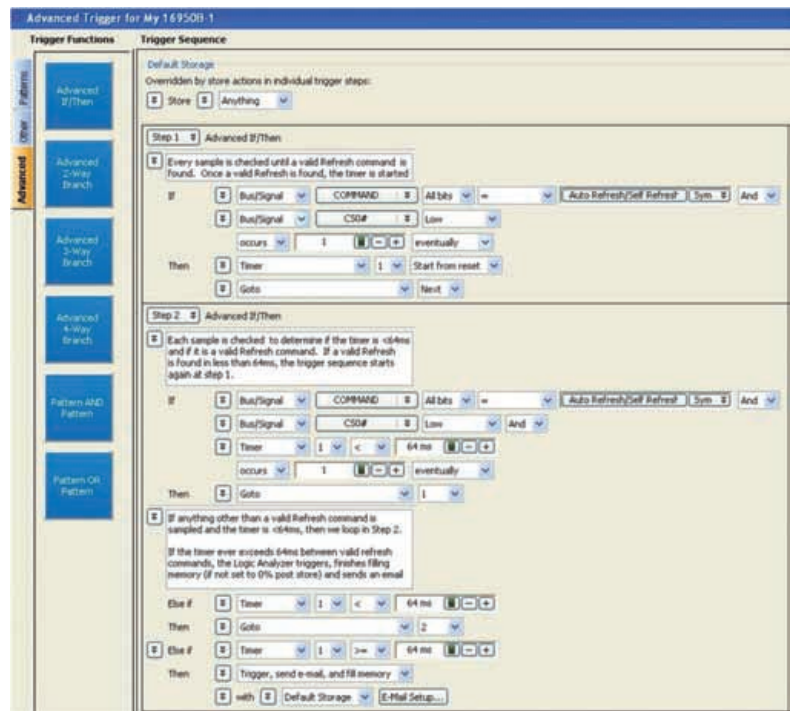 Advanced Trigger for My 16950B-1
Trigger Functions Trigger Sequence
Patterns
Other
Advanced
Advanced If/Then
Advanced 2-Way Branch
Advanced 3-Way Branch
Advanced 4-Way Branch
Pattern AND Pattern
Pattern OR Pattern
Default Storage
Overridden by store actions in individual trigger steps:
Store Anything
Step 1 Advanced If/Then
Every sample is checked until a valid Refresh command is
found. Once a valid Refresh is found, the timer is started
If Bus/Signal COMMAND All bits = Auto Refresh/Self Refresh Sym And
Bus/Signal CS0# Low
occurs 1 - + eventually
Then Timer 1 Start from reset
Goto Next
Step 2 Advanced If/Then
Each sample is checked to determine if the timer is <64ms
and if it is a valid Refresh command. If a valid Refresh
is found in less than 64ms, the trigger sequence starts
again at step 1.
If Bus/Signal COMMAND All bits = Auto Refresh/Self Refresh Sym And
Bus/Signal CS0# Low And
Timer 1 < 64 ms - +
occurs 1 - + eventually
Then Goto 1
If anything other than a valid Refresh command is
sampled and the timer is <64ms, then we loop in Step 2.
If the timer ever exceeds 64ms between valid refresh
commands, the Logic Analyzer triggers, finishes filling
memory (if not set to 0% post store) and sends an email
Else if Timer 1 < 64 ms - +
Then Goto 2
Else if Timer 1 >= 64 ms - +
Then Trigger, send e-mail, and fill memory
with Default Storage E-Mail Setup...